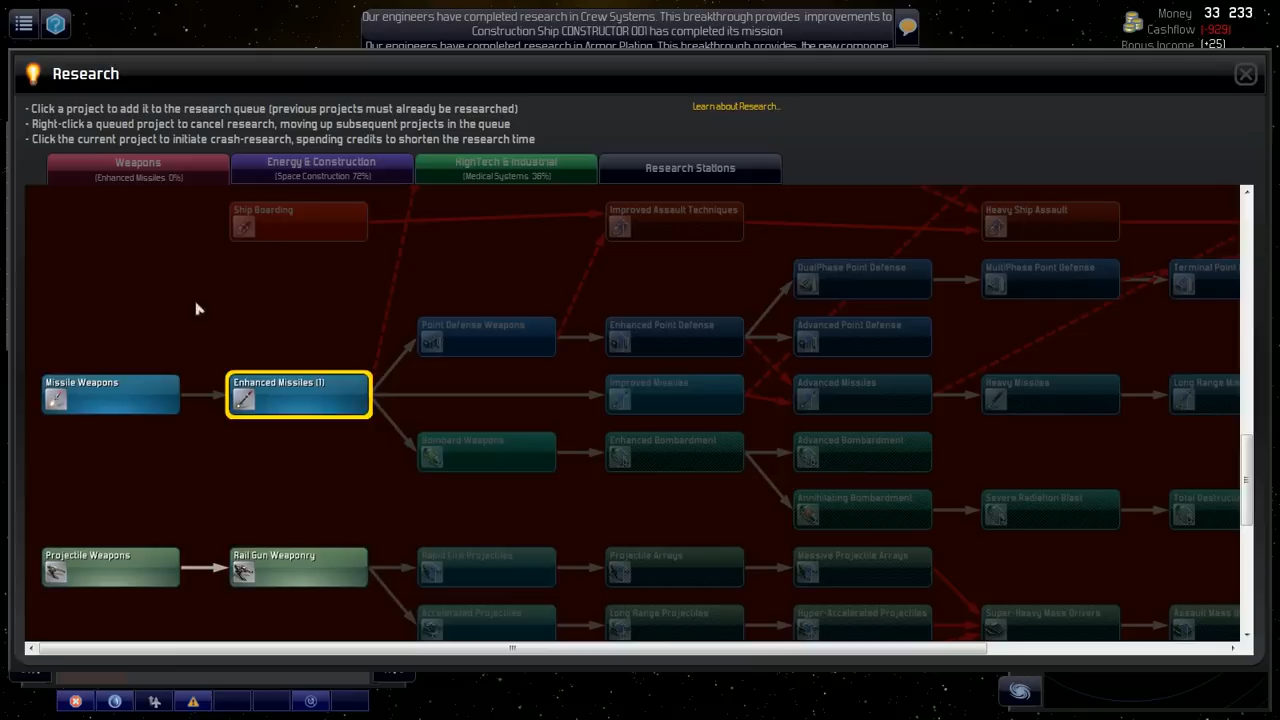 Our engineers have completed research in Crew Systems. This breakthrough provides improvements to
Construction Ship CONSTRUCTOR 001 has completed its mission
Our engineers have completed research in Armor Plating. This breakthrough provides the new compone
Money 33 233
Cashflow (-929)
Bonus Income (+25)
Research
- Click a project to add it to the research queue (previous projects must already be researched)
- Right-click a queued project to cancel research, moving up subsequent projects in the queue
- Click the current project to initiate crash-research, spending credits to shorten the research time
Learn about Research...
Weapons
(Enhanced Missiles 0%)
Energy & Construction
(Space Construction 72%)
HighTech & Industrial
(Medical Systems 36%)
Research Stations
Ship Boarding
Improved Assault Techniques
Heavy Ship Assault
DualPhase Point Defense
MultiPhase Point Defense
Terminal Point
Point Defense Weapons
Enhanced Point Defense
Advanced Point Defense
Missile Weapons
Enhanced Missiles (1)
Improved Missiles
Advanced Missiles
Heavy Missiles
Long Range
Bombard Weapons
Enhanced Bombardment
Advanced Bombardment
Annihilating Bombardment
Severe Radiation Blast
Total
Projectile Weapons
Rail Gun Weaponry
Rapid Fire Projectiles
Projectile Arrays
Massive Projectile Arrays
Accelerated Projectiles
Long Range Projectiles
Hyper-Accelerated Projectiles
Super-Heavy Mass Drivers
Assault Mass